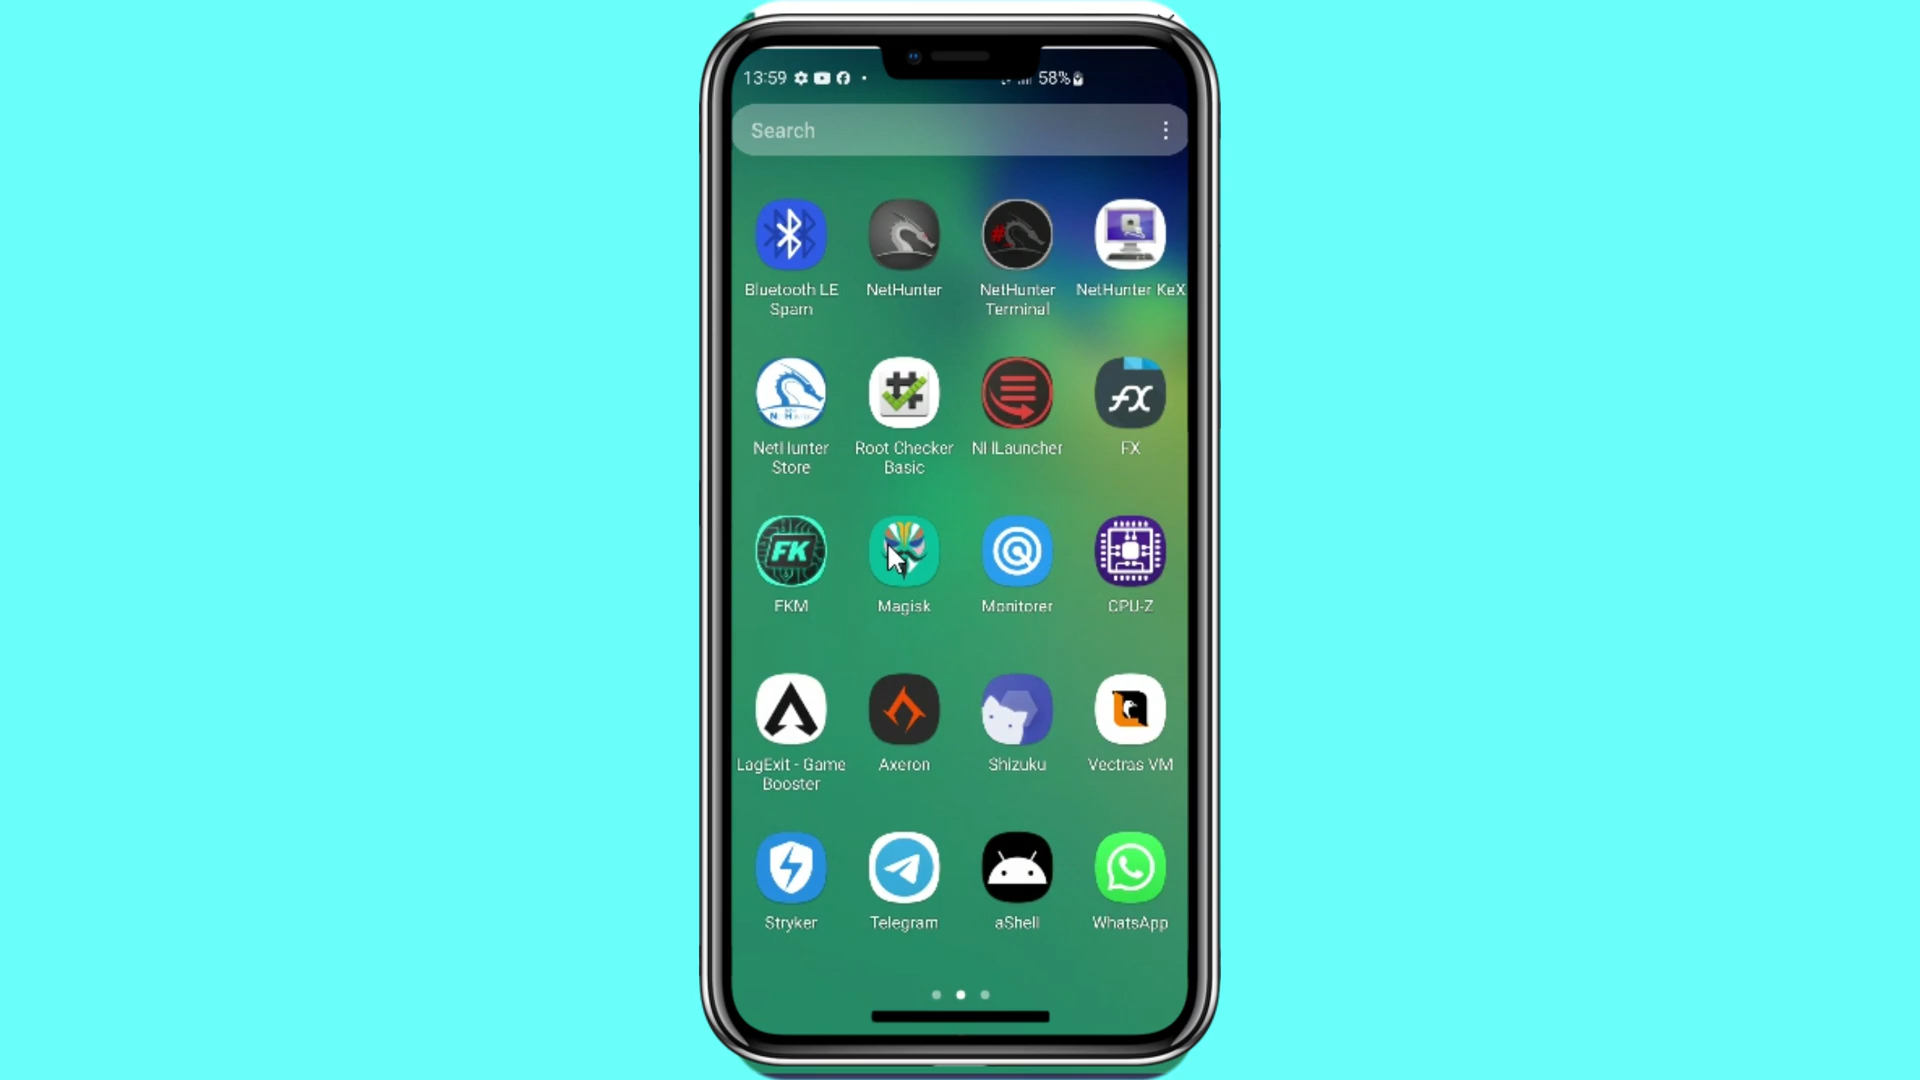 13:59
58%
Search
Bluetooth LE
Spam
NetHunter
NetHunter
Terminal
NetHunter KeX
NetHunter
Store
Root Checker
Basic
NHLauncher
FX
FKM
Magisk
Monitorer
CPU-Z
LagExit - Game
Booster
Axeron
Shizuku
Vectras VM
Stryker
Telegram
aShell
WhatsApp